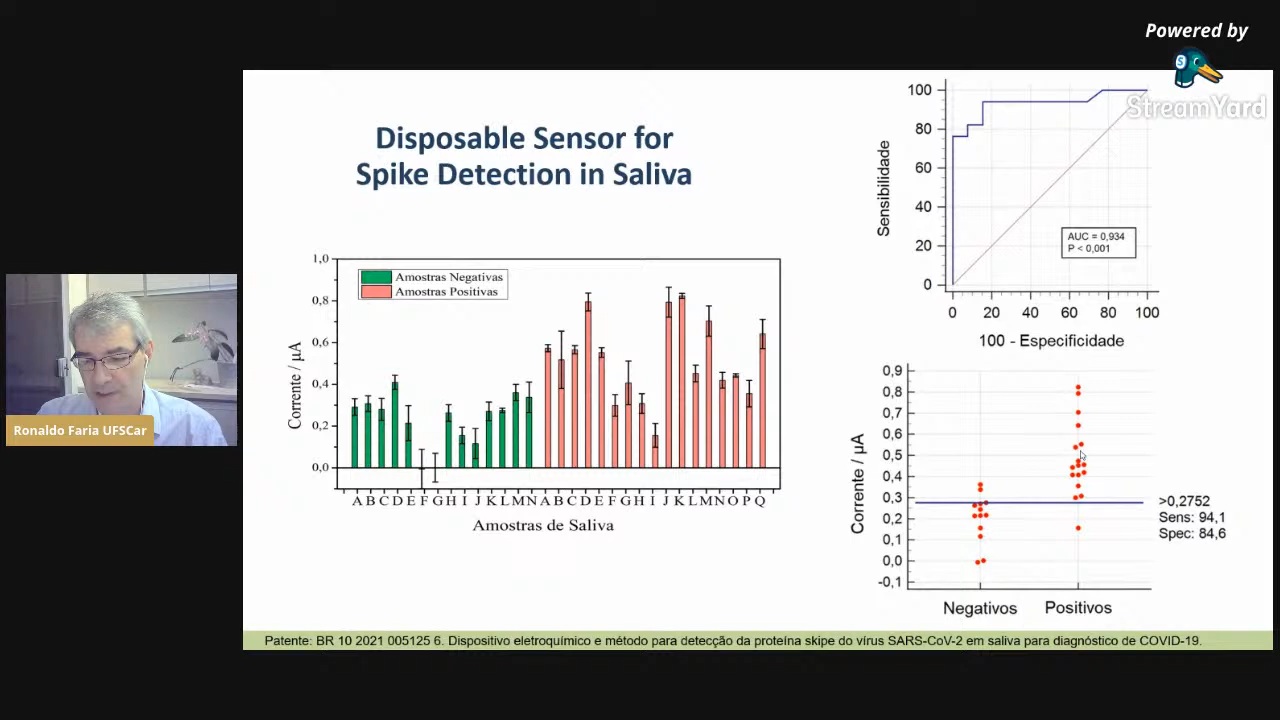 Powered by
StreamYard
Disposable Sensor for
Spike Detection in Saliva
1,0
0,8
0,6
0,4
0,2
0,0
Corrente / µA
Amostras Negativas
Amostras Positivas
A B C D E F G H I J K L M N A B C D E F G H I J K L M N O P Q
Amostras de Saliva
100
80
60
40
20
0
Sensibilidade
AUC = 0,934
P < 0,001
0 20 40 60 80 100
100 - Especificidade
0,9
0,8
0,7
0,6
0,5
0,4
0,3
0,2
0,1
0,0
-0,1
Corrente / µA
>0,2752
Sens: 94,1
Spec: 84,6
Negativos Positivos
Ronaldo Faria UFSCar
Patente: BR 10 2021 005125 6. Dispositivo eletroquímico e método para detecção da proteína skipe do vírus SARS-CoV-2 em saliva para diagnóstico de COVID-19.